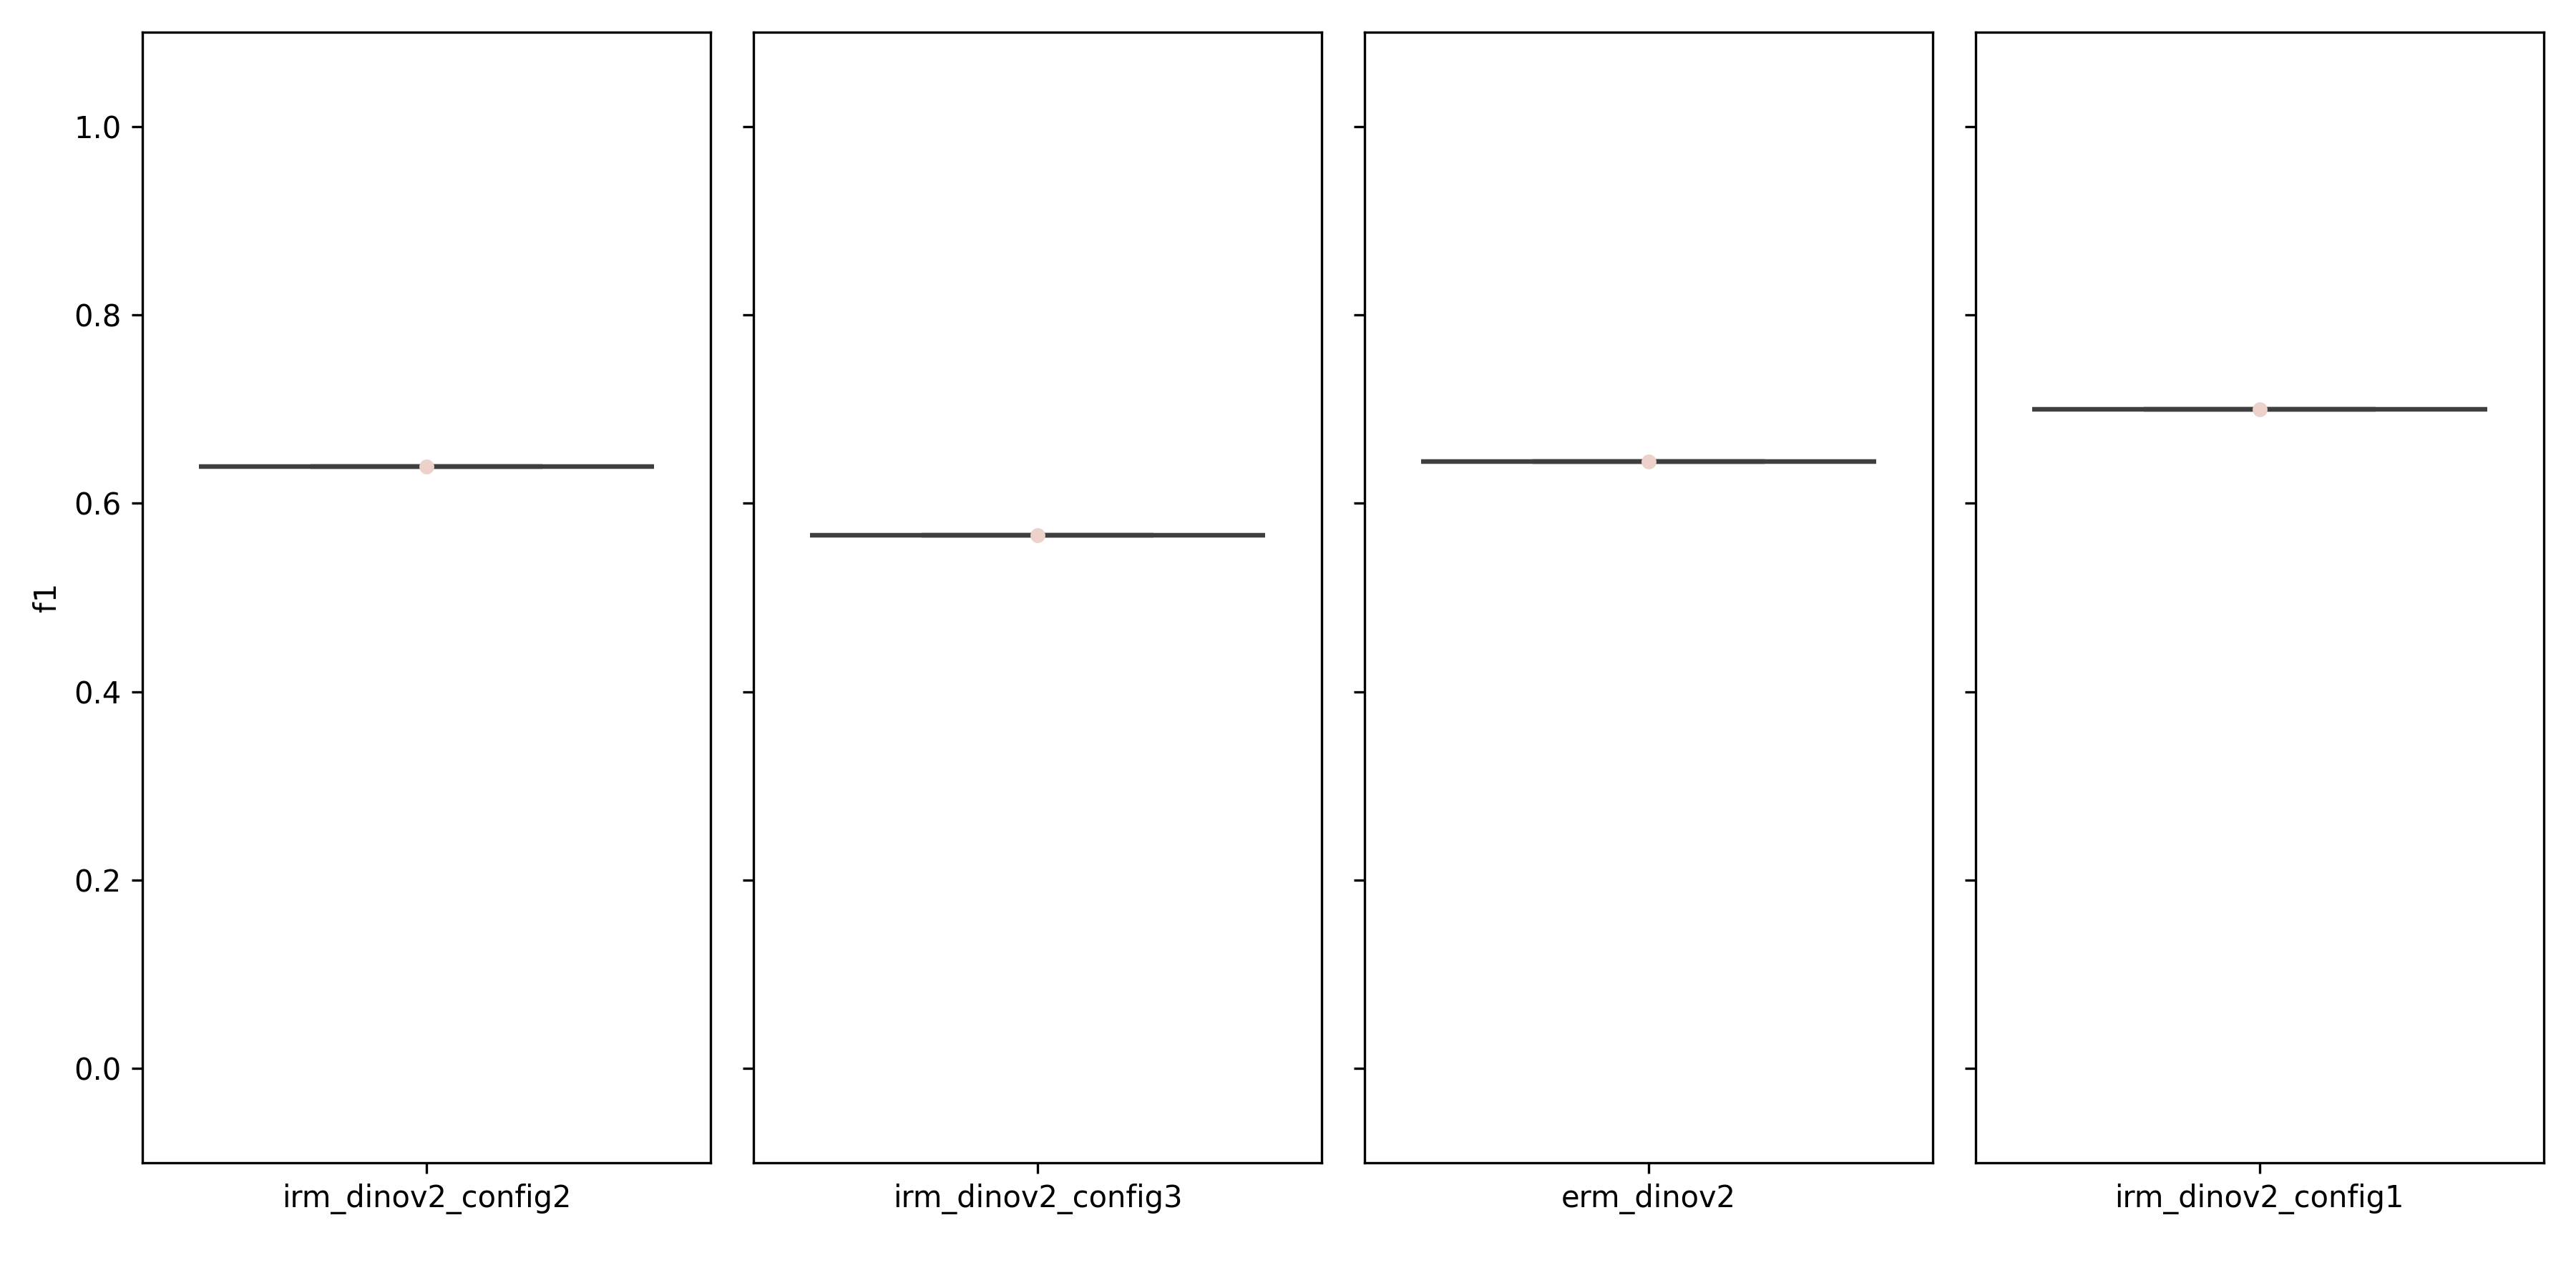 f1
1.0
0.8
0.6
0.4
0.2
0.0
irm_dinov2_config2
irm_dinov2_config3
erm_dinov2
irm_dinov2_config1